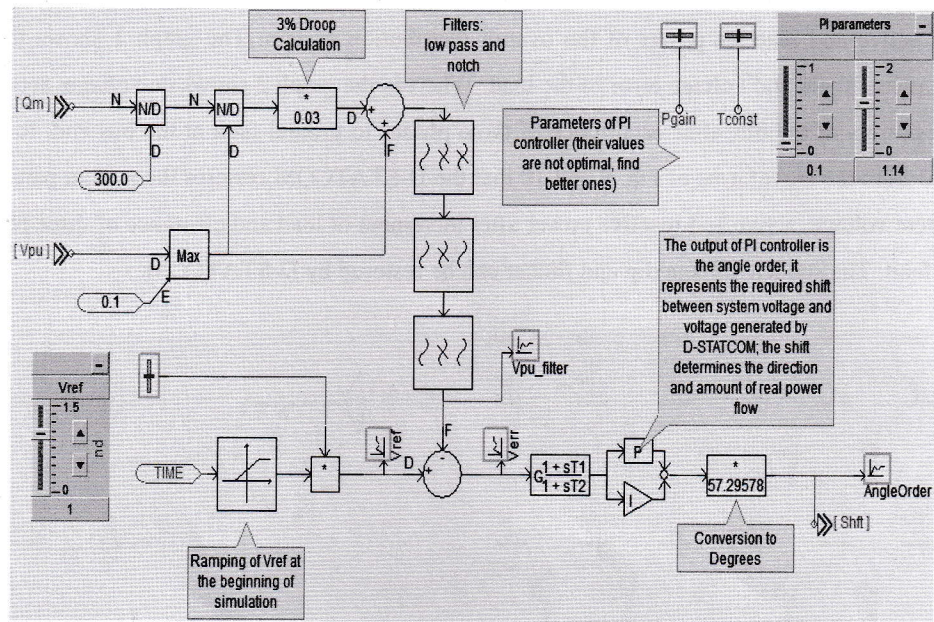 3% Droop
Calculation
Filters:
low pass and
notch
PI parameters
[Qm]
N
N/D
N
N/D
*
0.03
D
+
+
F
D
D
300.0
Pgain
Tconst
1
0
0.1
2
0
1.14
Parameters of PI
controller (their values
are not optimal, find
better ones)
[Vpu]
D
Max
0.1
E
The output of PI controller is
the angle order, it
represents the required shift
between system voltage and
voltage generated by
D-STATCOM; the shift
determines the direction
and amount of real power
flow
Vpu_filter
Vref
1.5
0
pu
1
TIME
*
Vref
D
+
F
-
Verr
G
1 + sT1
1 + sT2
P
I
*
57.29578
AngleOrder
[Shft]
Ramping of Vref at
the beginning of
simulation
Conversion to
Degrees